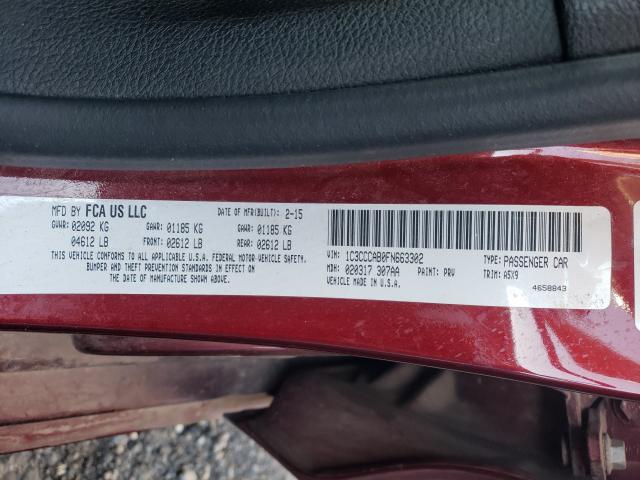 MFD BY FCA US LLC DATE OF MFR(BUILT): 2-15
GVWR: 02092 KG GAWR: 01185 KG GAWR: 01185 KG
04612 LB FRONT: 02612 LB REAR: 02612 LB
THIS VEHICLE CONFORMS TO ALL APPLICABLE U.S.A. FEDERAL MOTOR VEHICLE SAFETY,
BUMPER AND THEFT PREVENTION STANDARDS IN EFFECT ON
THE DATE OF MANUFACTURE SHOWN ABOVE.
VIN: 1C3CCCAB0FN663302 TYPE: PASSENGER CAR
MDH: 020317 307AA PAINT: PRV TRIM: A5X9
VEHICLE MADE IN U.S.A. 4658843